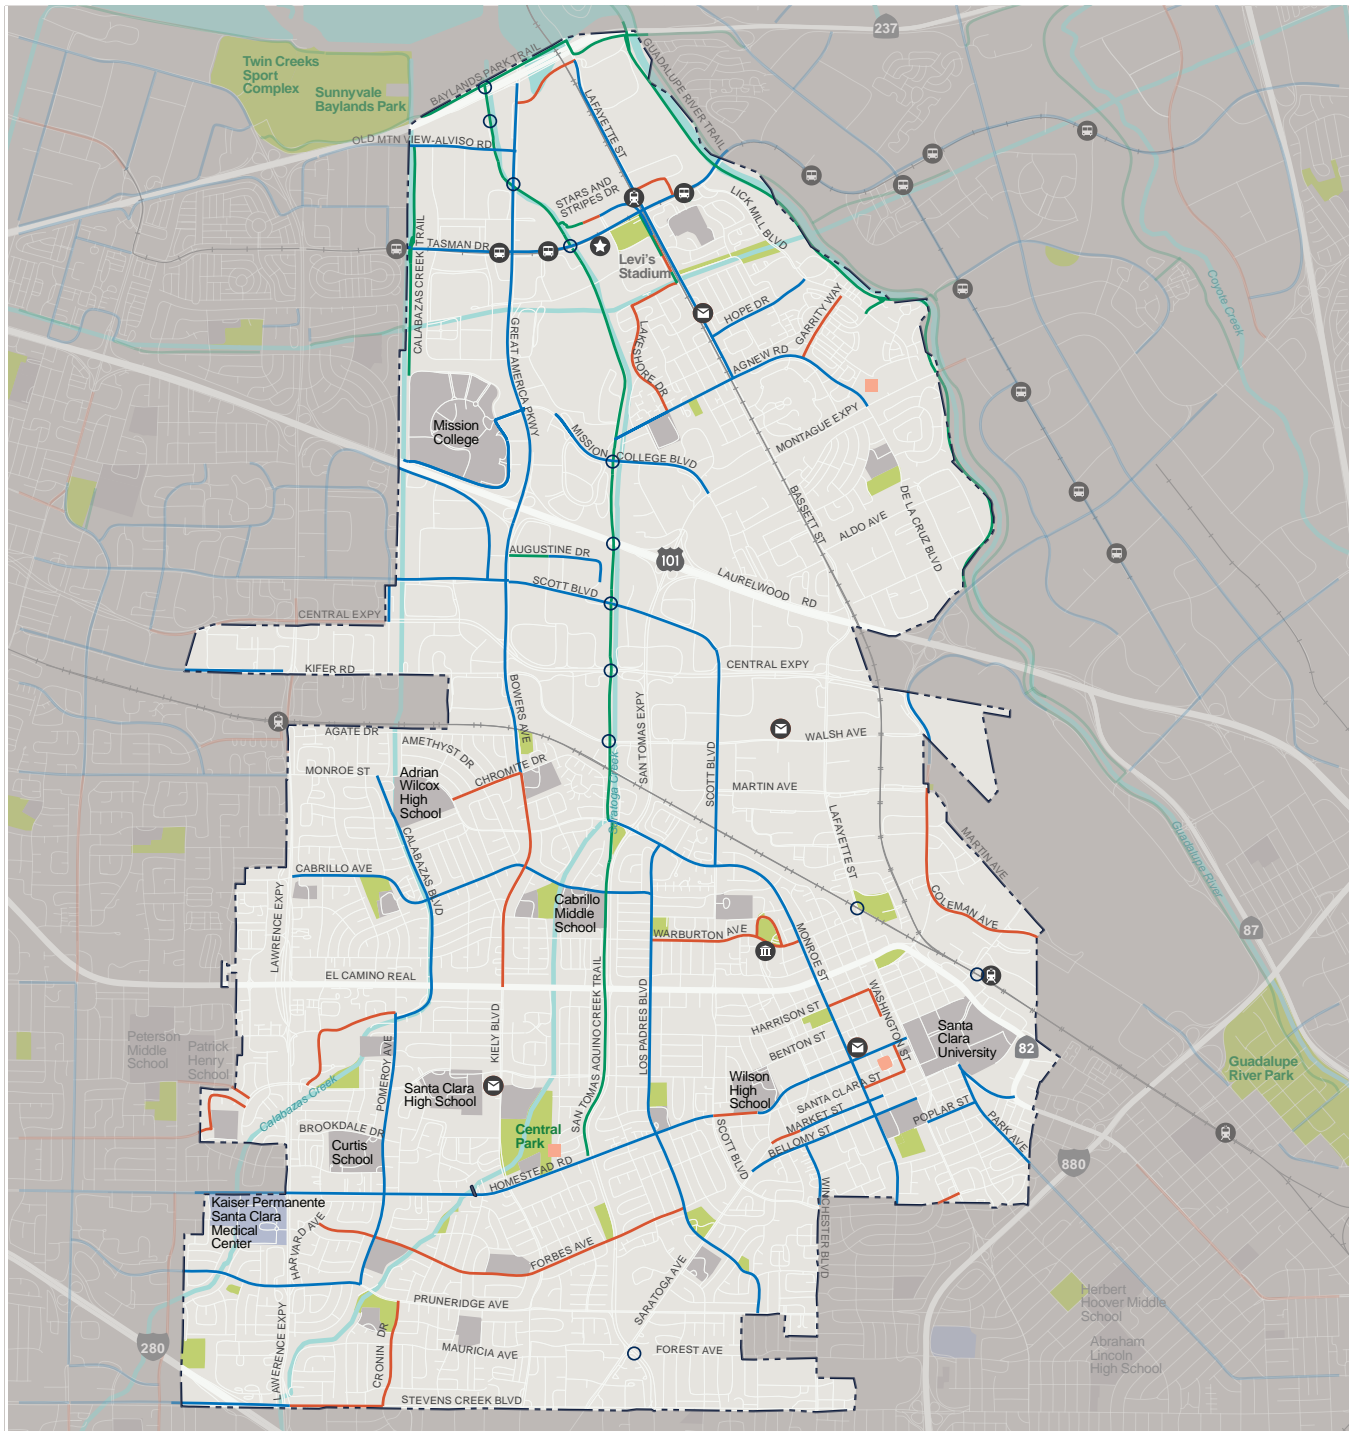 237
Twin Creeks
Sport
Complex
Sunnyvale
Baylands Park
BAYLANDS PARK TRAIL
GUADALUPE RIVER TRAIL
OLD MTN VIEW-ALVISO RD
LAFAYETTE ST
STARS AND
STRIPES DR
LICK MILL BLVD
TASMAN DR
CALABAZAS CREEK TRAIL
Levi's
Stadium
Coyote Creek
HOPE DR
GARRITY WAY
GREAT AMERICA PKWY
LAKESHORE DR
AGNEW RD
Mission
College
MONTAGUE EXPY
MISSION COLLEGE BLVD
BASSETT ST
ALDO AVE
DE LA CRUZ BLVD
AUGUSTINE DR
101
SCOTT BLVD
LAURELWOOD RD
CENTRAL EXPY
KIFER RD
CENTRAL EXPY
BOWERS AVE
SAN TOMAS EXPY
SCOTT BLVD
WALSH AVE
AGATE DR
AMETHYST DR
MONROE ST
CHROMITE DR
Adrian
Wilcox
High
School
Saratoga Creek
MARTIN AVE
LAFAYETTE ST
MARTIN AVE
Guadalupe River
CALABAZAS BLVD
CABRILLO AVE
LAWRENCE EXPY
Cabrillo
Middle
School
COLEMAN AVE
87
WARBURTON AVE
MONROE ST
EL CAMINO REAL
WASHINGTON ST
HARRISON ST
BENTON ST
Santa
Clara
University
82
KIELY BLVD
SAN TOMAS AQUINO CREEK TRAIL
LOS PADRES BLVD
Peterson
Middle
School
Patrick
Henry
School
POMEROY AVE
Santa Clara
High School
Calabazas Creek
Wilson
High
School
SANTA CLARA ST
MARKET ST
BELLOMY ST
POPLAR ST
PARK AVE
Guadalupe
River Park
BROOKDALE DR
Curtis
School
Central
Park
SCOTT BLVD
HOMESTEAD RD
880
WINCHESTER BLVD
Kaiser Permanente
Santa Clara
Medical
Center
HARVARD AVE
FORBES AVE
SARATOGA AVE
PRUNERIDGE AVE
LAWERENCE EXPY
CRONIN DR
MAURICIA AVE
FOREST AVE
280
STEVENS CREEK BLVD
Herbert
Hoover Middle
School
Abraham
Lincoln
High School